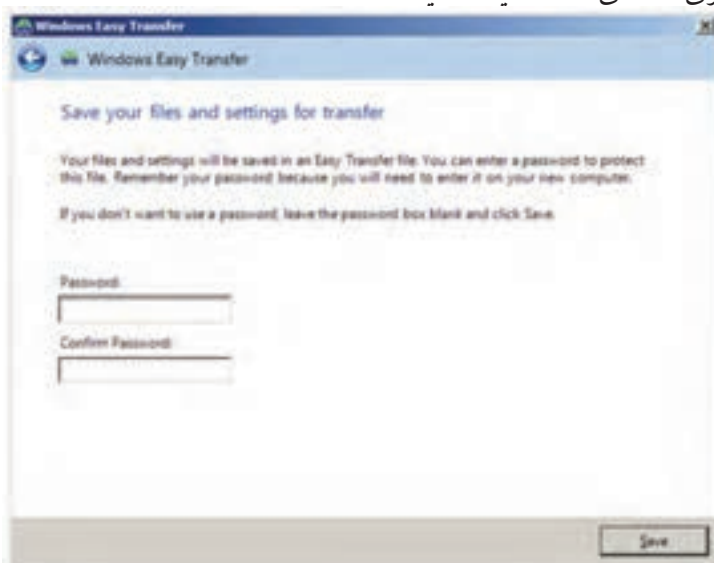 Windows Easy Transfer
Windows Easy Transfer
Save your files and settings for transfer
Your files and settings will be saved in an Easy Transfer file. You can enter a password to protect
this file. Remember your password because you will need to enter it on your new computer.
If you don't want to use a password, leave the password box blank and click Save.
Password:
Confirm Password:
Save